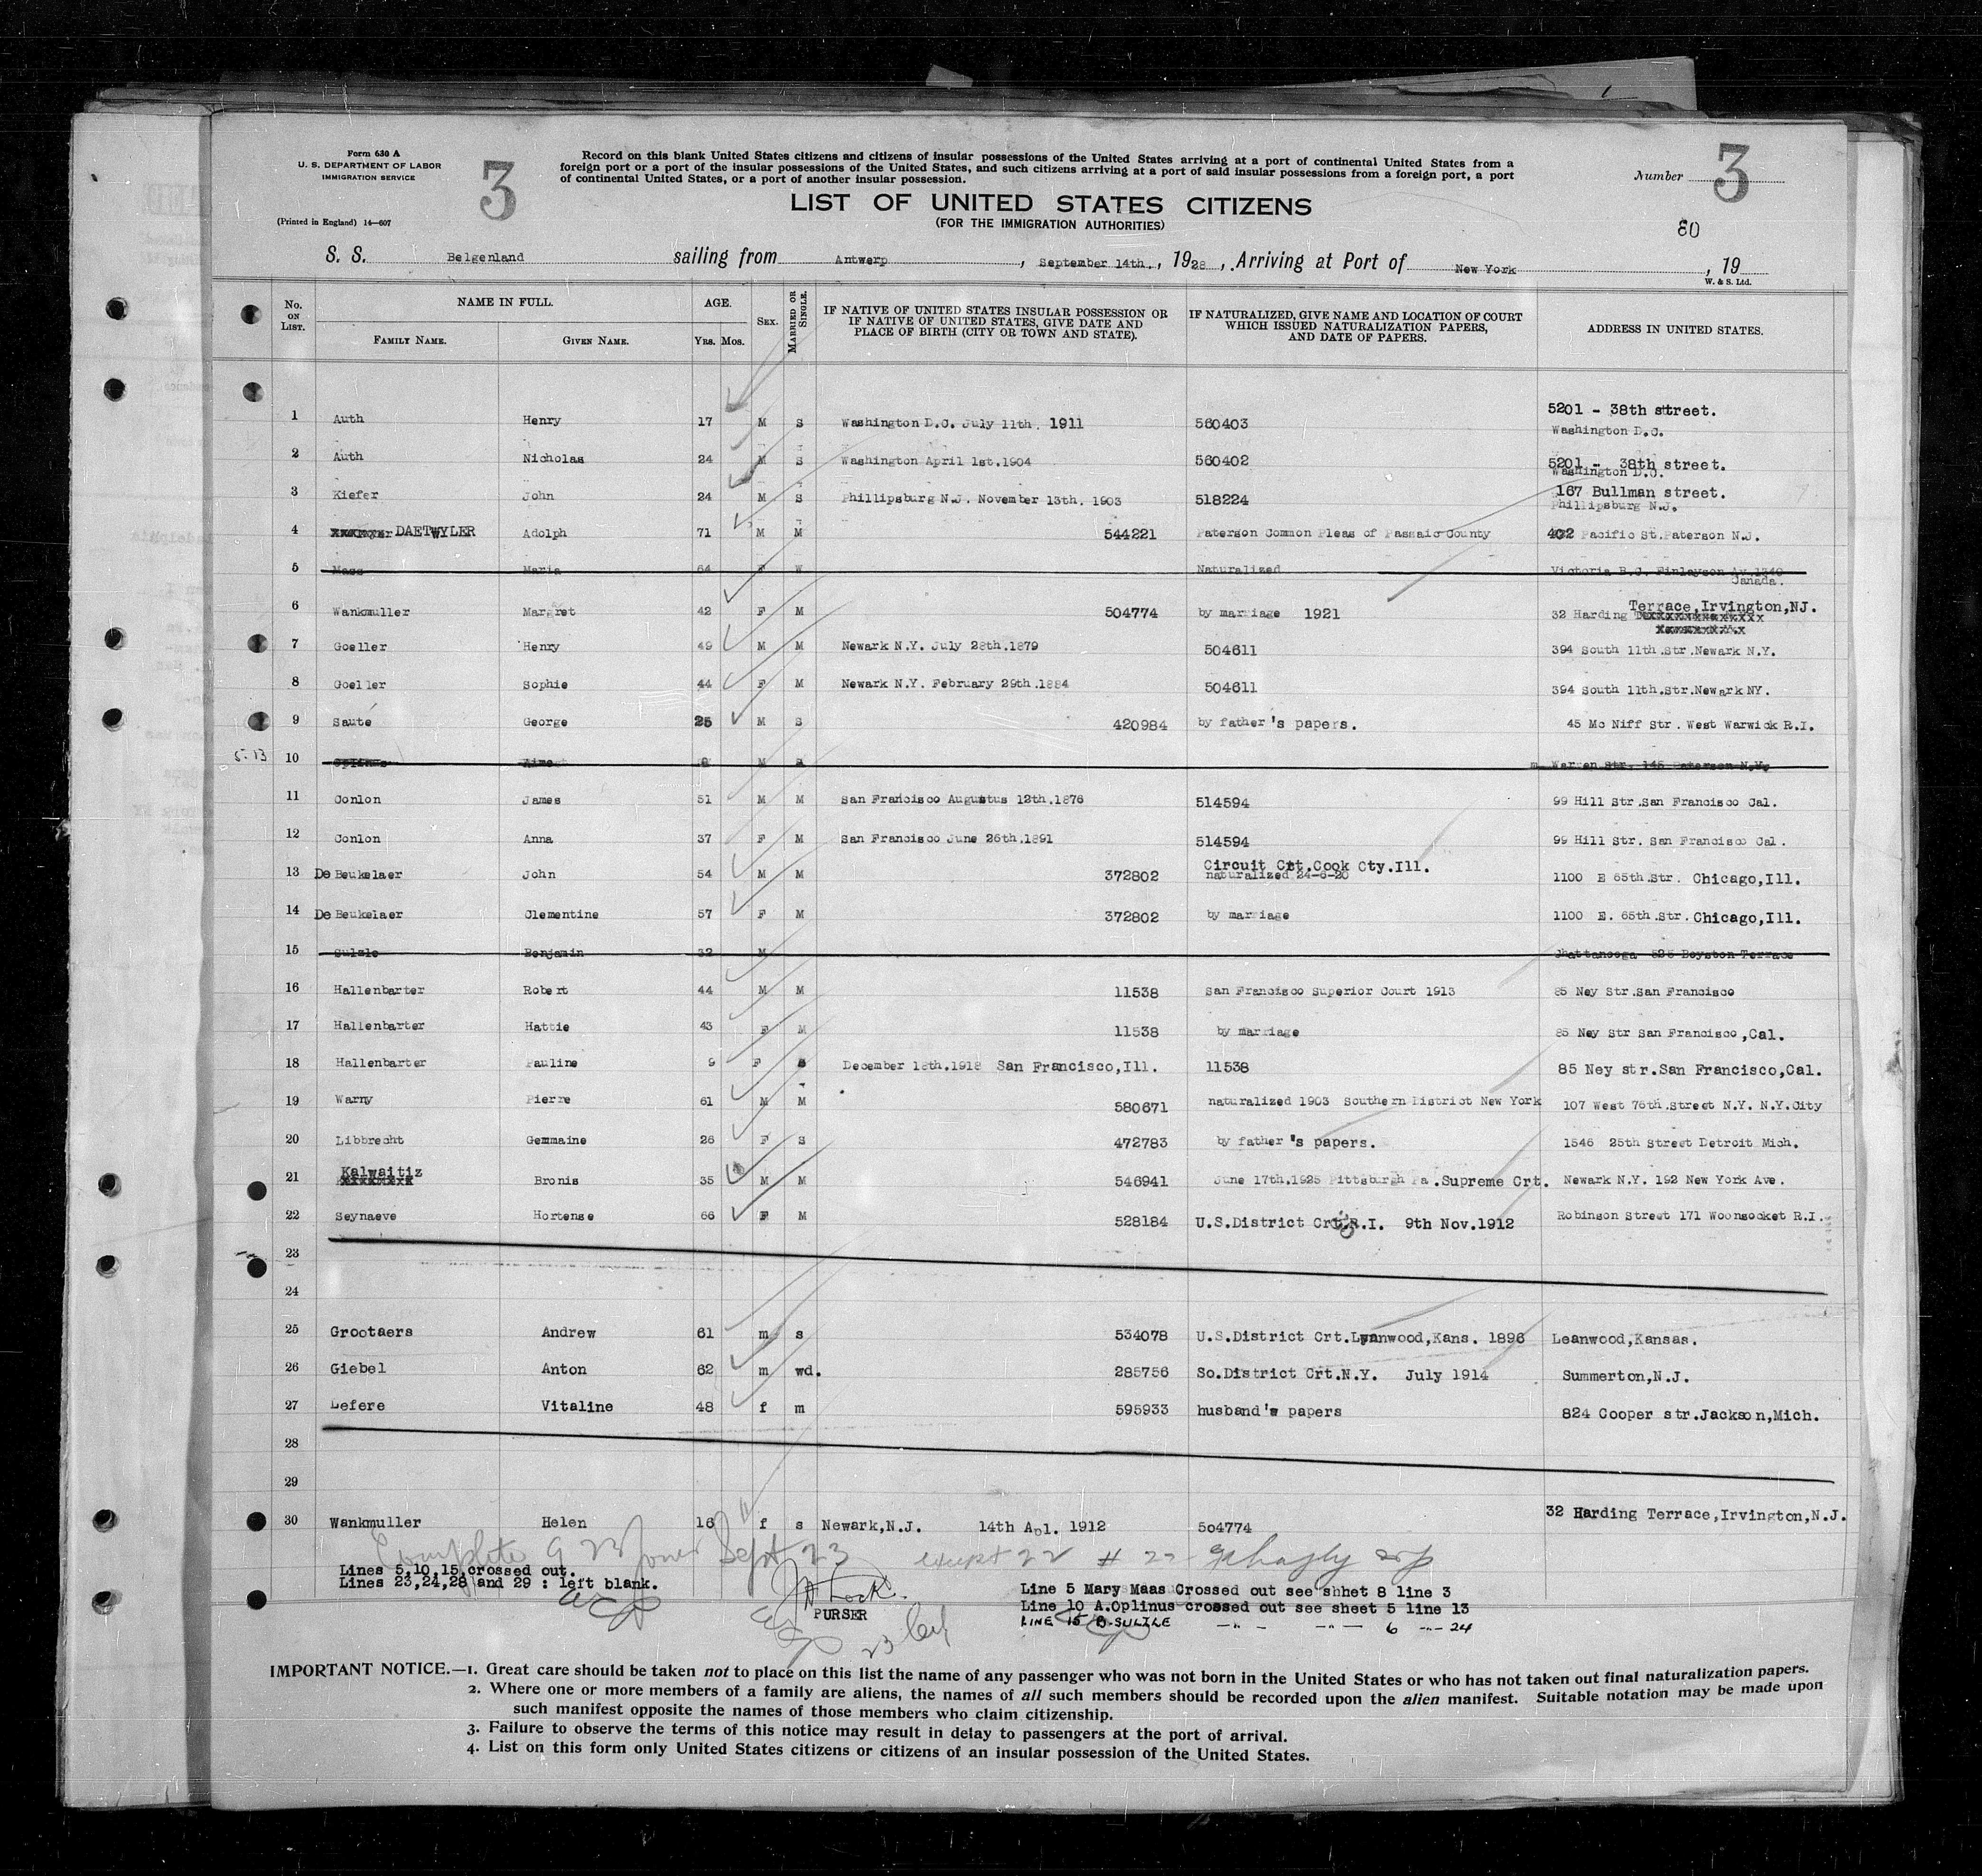 Form 630 A
U. S. DEPARTMENT OF LABOR
IMMIGRATION SERVICE
(Printed in England) 14—607
3
Record on this blank United States citizens and citizens of insular possessions of the United States arriving at a port of continental United States from a
foreign port or a port of the insular possessions of the United States, and such citizens arriving at a port of said insular possessions from a foreign port, a port
of continental United States, or a port of another insular possession.
Number 3
LIST OF UNITED STATES CITIZENS
(FOR THE IMMIGRATION AUTHORITIES)
80
S. S. Belgenland sailing from Antwerp, September 14th., 1928, Arriving at Port of New York, 19
W. & S. Ltd.
No. ON LIST. NAME IN FULL. FAMILY NAME. GIVEN NAME. AGE. YRS. MOS. SEX. MARRIED OR SINGLE. IF NATIVE OF UNITED STATES INSULAR POSSESSION OR IF NATIVE OF UNITED STATES, GIVE DATE AND PLACE OF BIRTH (CITY OR TOWN AND STATE). IF NATURALIZED, GIVE NAME AND LOCATION OF COURT WHICH ISSUED NATURALIZATION PAPERS, AND DATE OF PAPERS. ADDRESS IN UNITED STATES.
1 Auth Henry 17 M S Washington D.C. July 11th. 1911 560403 5201 - 38th street. Washington D.C.
2 Auth Nicholas 24 M S Washington April 1st.1904 560402 5201 - 38th street. Washington D.C.
3 Kiefer John 24 M S Phillipsburg N.J. November 13th. 1903 518224 167 Bullman street. Phillipsburg N.J.
4 DAETWYLER Adolph 71 M M 544221 Paterson Common Pleas of Passaic County 402 Pacific St.Paterson N.J.
5 Maas Maria 64 F W Naturalized Victoria B.C. Finlayson Av.1340 Canada.
6 Wankmuller Margret 42 F M 504774 by marriage 1921 32 Harding Terrace,Irvington,NJ.
7 Goeller Henry 49 M M Newark N.Y. July 28th.1879 504611 394 South 11th.Str.Newark N.Y.
8 Goeller Sophie 44 F M Newark N.Y. February 29th.1884 504611 394 South 11th.Str.Newark NY.
9 Saute George 25 M S 420984 by father's papers. 45 Mc Niff Str. West Warwick R.I.
5-13 10 M Warren Str. 145 Paterson N.Y.
11 Conlon James 51 M M San Francisco Augustus 12th.1876 514594 99 Hill Str.San Francisco Cal.
12 Conlon Anna 37 F M San Francisco June 26th.1891 514594 99 Hill Str. San Francisco Cal.
13 De Beukelaer John 54 M M 372802 Circuit Crt.Cook Cty.Ill. naturalized 24-6-20 1100 E 65th.Str. Chicago,Ill.
14 De Beukelaer Clementine 57 F M 372802 by marriage 1100 E. 65th.Str. Chicago,Ill.
15 Benjamin 32 M Chattanooga 525 Boyston Terrace
16 Hallenbarter Robert 44 M M 11538 San Francisco Superior Court 1913 85 Ney Str.San Francisco
17 Hallenbarter Hattie 43 F M 11538 by marriage 85 Ney Str San Francisco,Cal.
18 Hallenbarter Pauline 9 F S December 18th.1918 San Francisco,Ill. 11538 85 Ney str.San Francisco,Cal.
19 Warny Pierre 61 M M 580671 naturalized 1903 Southern District New York 107 West 76th.Street N.Y. N.Y.City
20 Libbrecht Gemmaine 26 F S 472783 by father's papers. 1546 25th Street Detroit Mich.
21 Kalwaitiz Bronis 35 M M 546941 June 17th.1925 Pittsburgh Pa.Supreme Crt. Newark N.Y. 192 New York Ave.
22 Seynaeve Hortense 66 F M 528184 U.S.District Crt.R.I. 9th Nov.1912 Robinson Street 171 Woonsocket R.I.
23
24
25 Grootaers Andrew 61 m s 534078 U.S.District Crt.Lyanwood,Kans. 1896 Leanwood,Kansas.
26 Giebel Anton 62 m wd. 285756 So.District Crt.N.Y. July 1914 Summerton,N.J.
27 Lefere Vitaline 48 f m 595933 husband's papers 824 Cooper str.Jackson,Mich.
28
29
30 Wankmuller Helen 16 f s Newark,N.J. 14th Apl. 1912 504774 32 Harding Terrace,Irvington,N.J.
Complete Sept 23 except 22 # 22
Lines 5,10,15,crossed out.
Lines 23,24,28 and 29 : left blank.
PURSER
Line 5 Mary Maas Crossed out see shhet 8 line 3
Line 10 A.Oplinus crossed out see sheet 5 line 13
LINE 15 B-SULZLE -"- - -"- 6 -"- 24
IMPORTANT NOTICE.—1. Great care should be taken not to place on this list the name of any passenger who was not born in the United States or who has not taken out final naturalization papers.
2. Where one or more members of a family are aliens, the names of all such members should be recorded upon the alien manifest. Suitable notation may be made upon
such manifest opposite the names of those members who claim citizenship.
3. Failure to observe the terms of this notice may result in delay to passengers at the port of arrival.
4. List on this form only United States citizens or citizens of an insular possession of the United States.